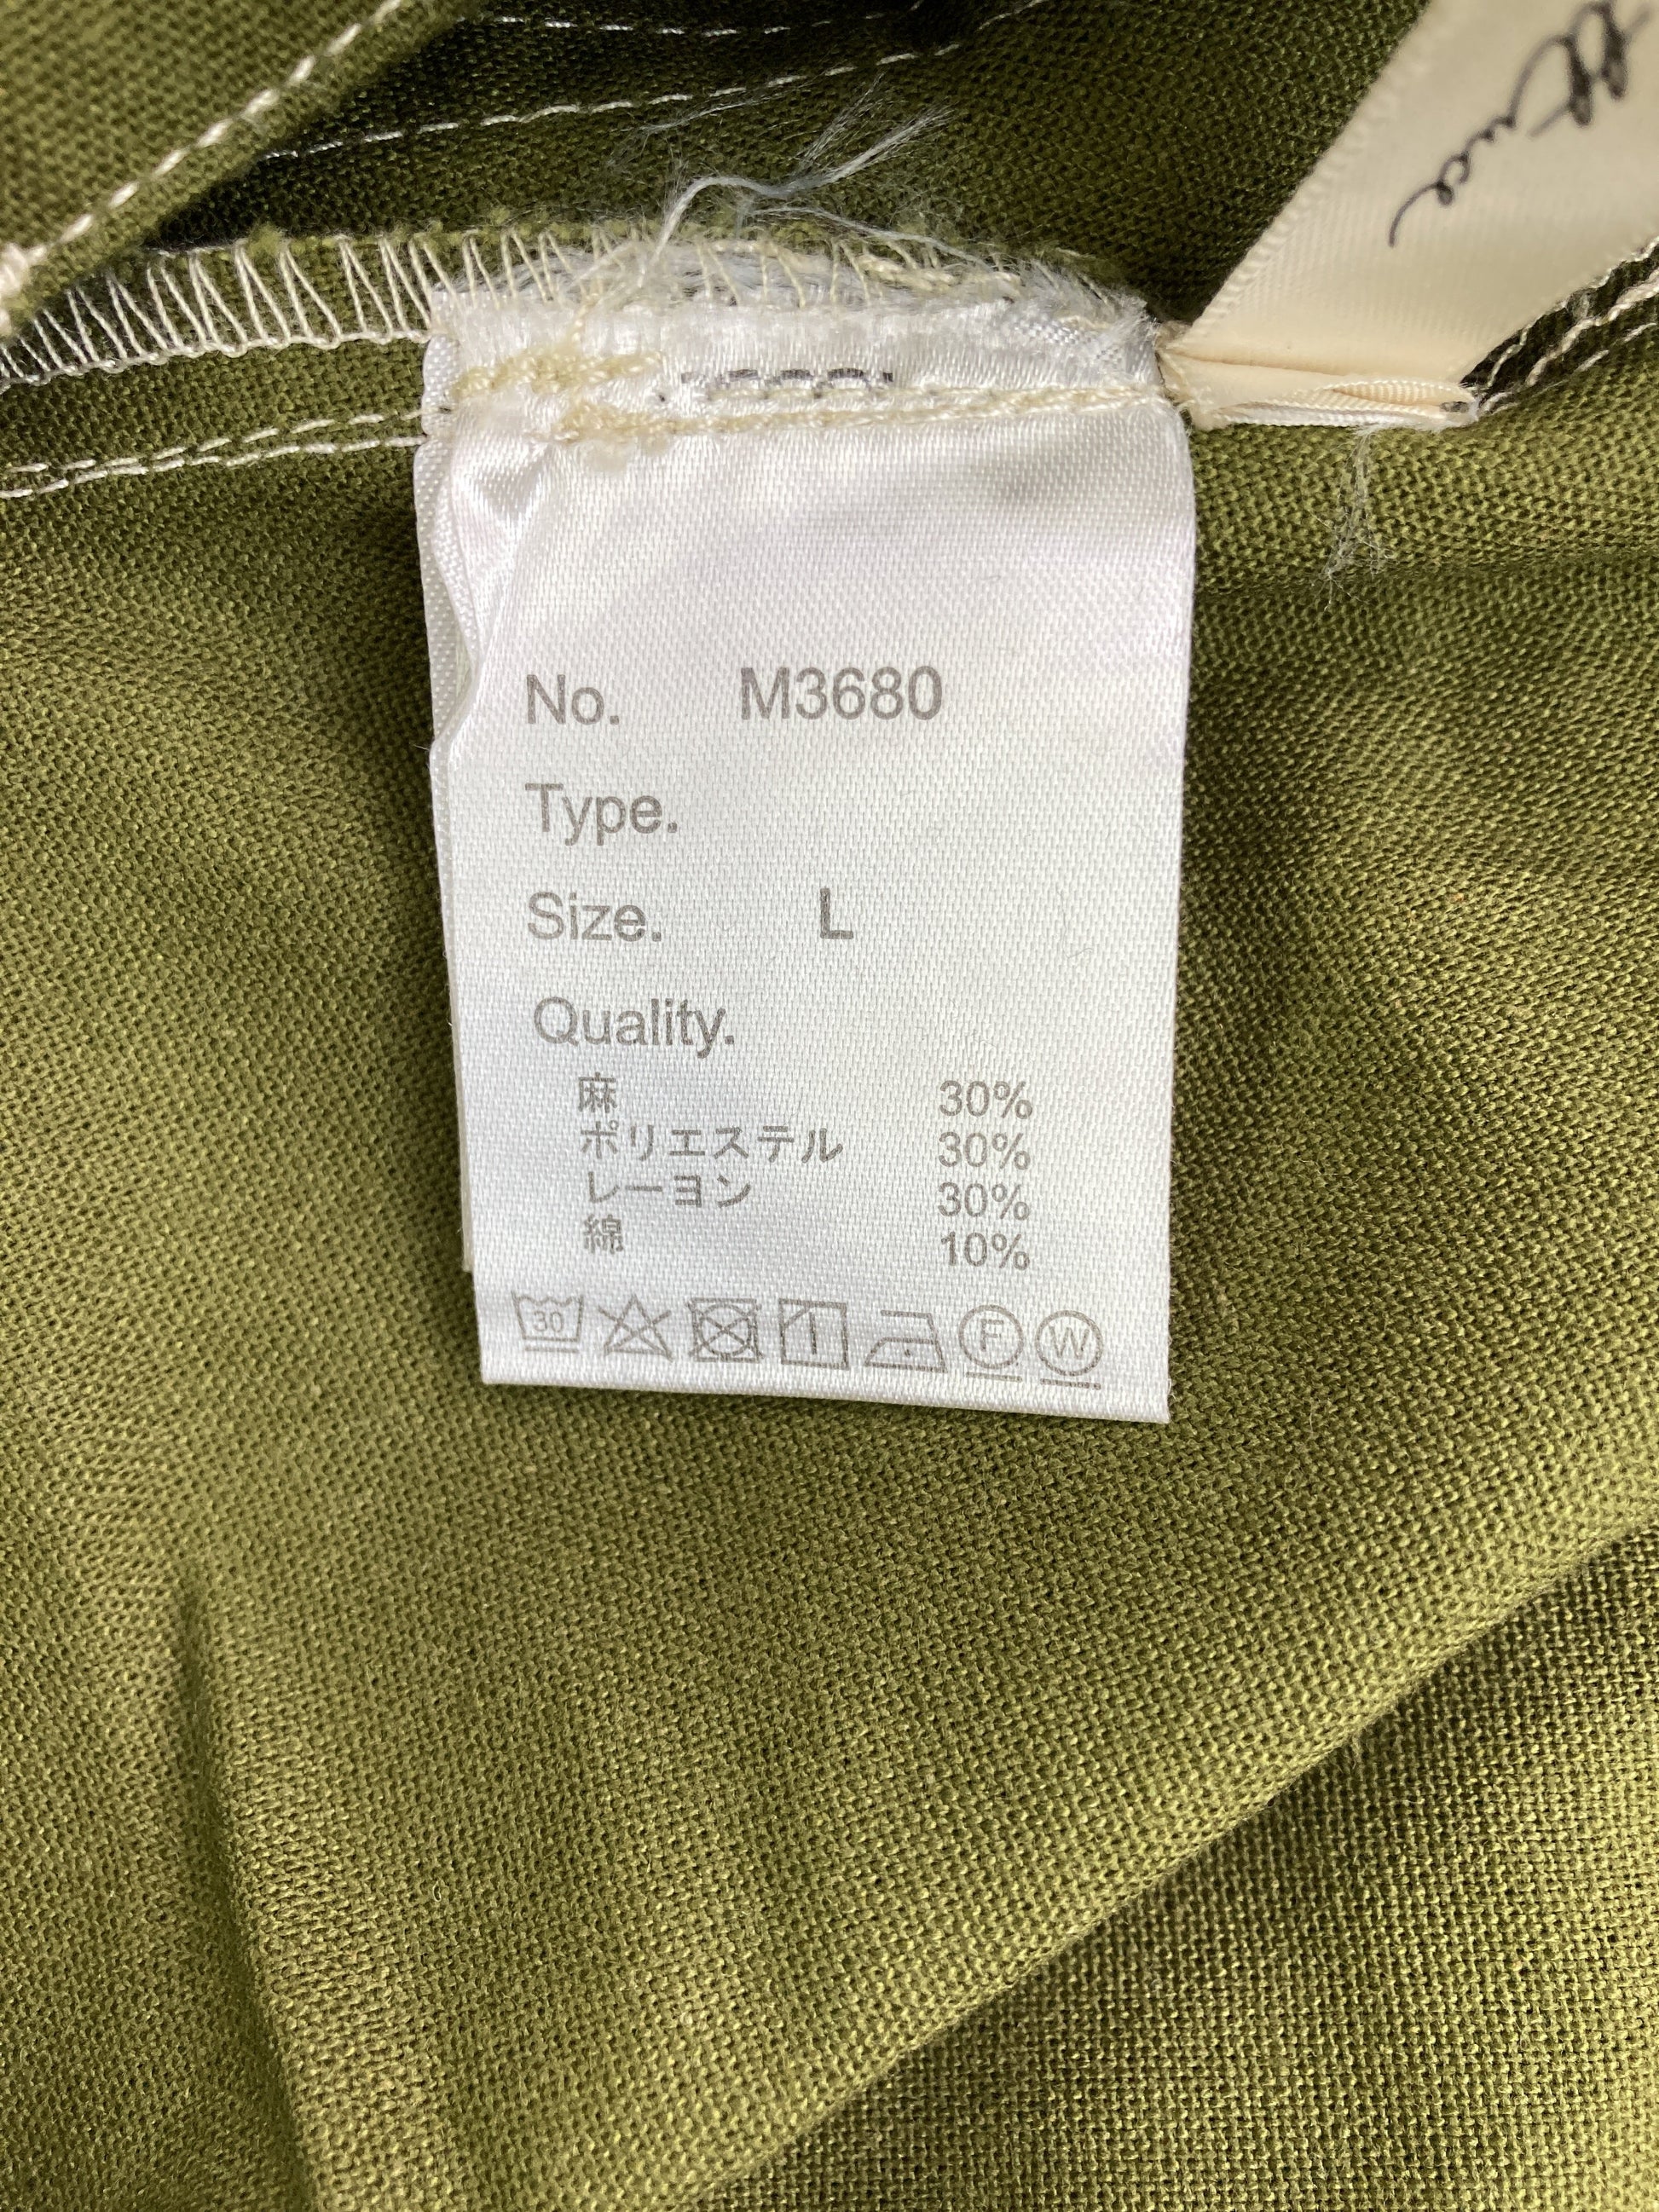 No. M3680
Type.
Size. L
Quality.
麻 30%
ポリエステル 30%
レーヨン 30%
綿 10%
30
F
W